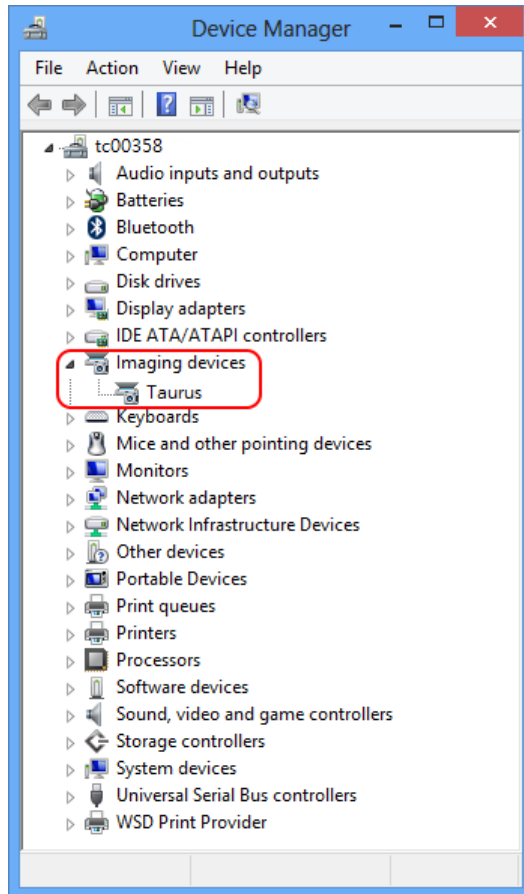 Device Manager
File Action View Help
tc00358
Audio inputs and outputs
Batteries
Bluetooth
Computer
Disk drives
Display adapters
IDE ATA/ATAPI controllers
Imaging devices
Taurus
Keyboards
Mice and other pointing devices
Monitors
Network adapters
Network Infrastructure Devices
Other devices
Portable Devices
Print queues
Printers
Processors
Software devices
Sound, video and game controllers
Storage controllers
System devices
Universal Serial Bus controllers
WSD Print Provider